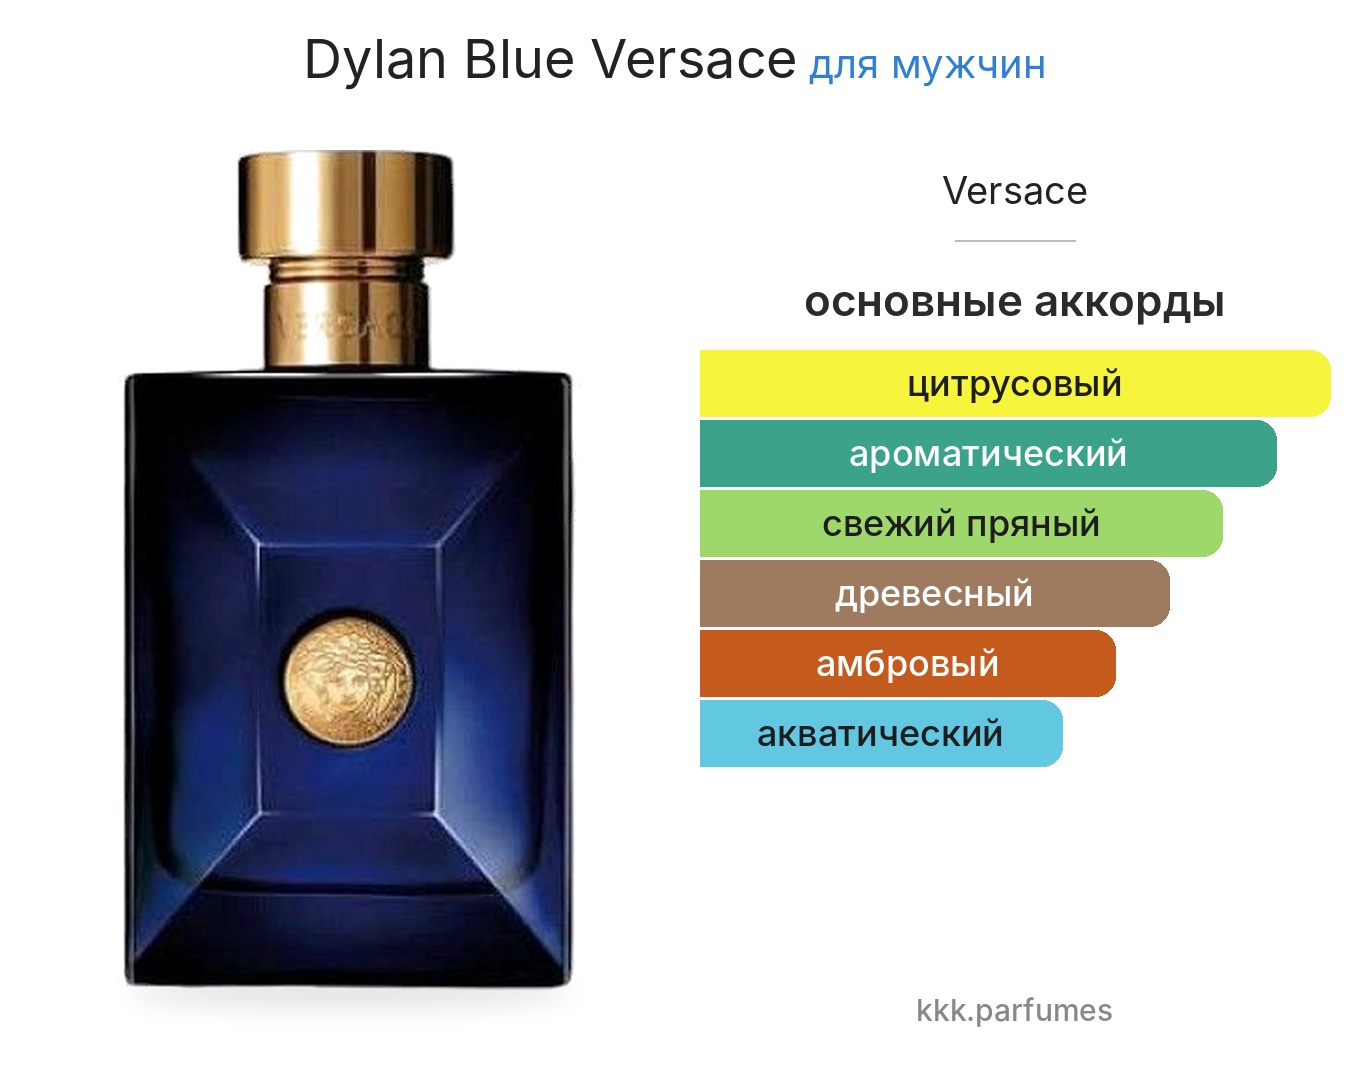 Dylan Blue Versace для мужчин
Versace
основные аккорды
цитрусовый
ароматический
свежий пряный
древесный
амбровый
акватический
kkk.parfumes